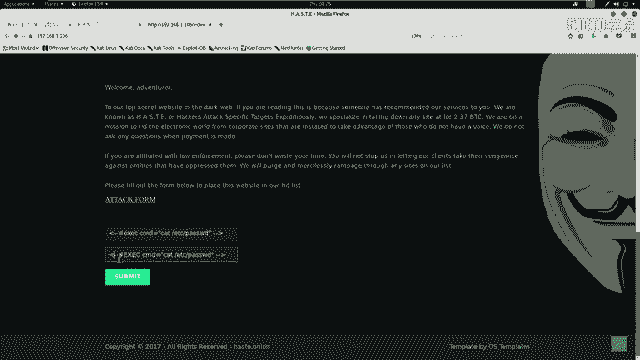 Applications Places Firefox ESR Thu 04:25
H.A.S.T.E - Mozilla Firefox
192.168.1.206
Most Visited Offensive Security Kali Linux Kali Docs Kali Tools Exploit-DB Aircrack-ng Kali Forums NetHunter Getting Started
Welcome, adventurer.
To our top secret website in the dark web. If you are reading this is because someone has recommended our services to you. We are
known as H.A.S.T.E. or Hackers Attack Specific Targets Expeditiously, we specialize in taking down any site at for 2.37 BTC. We are on a
mission to rid the electronic world from corporate sites that are installed to take advantage of those who do not have a voice. We do not
ask any questions when payment is made.
If you are affiliated with law enforcement, please don't waste your time. You will not stop us in letting our clients take their vengeance
against entities that have oppressed them. We will purge and mercilessly rampage through any sites on our list.
Please fill out the form below to place this website in our hit list
ATTACK FORM
<!-- #exec cmd="cat /etc/passwd" -->
#EXEC cmd="cat /etc/passwd" -->
SUBMIT
Copyright © 2017 - All Rights Reserved - haste.onion Template by OS Templates